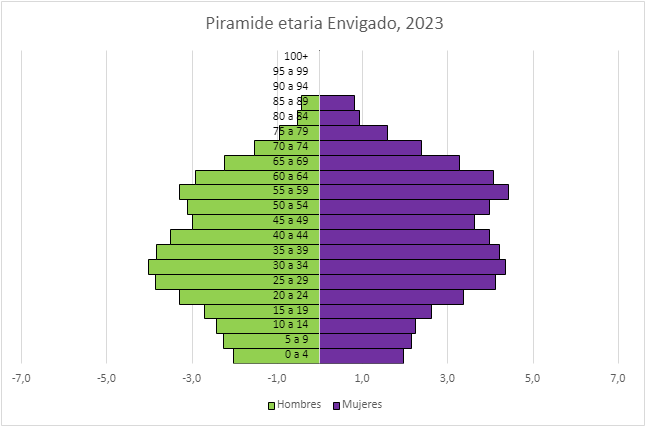 Piramide etaria Envigado, 2023
100+
95 a 99
90 a 94
85 a 89
80 a 84
75 a 79
70 a 74
65 a 69
60 a 64
55 a 59
50 a 54
45 a 49
40 a 44
35 a 39
30 a 34
25 a 29
20 a 24
15 a 19
10 a 14
5 a 9
0 a 4
-7,0 -5,0 -3,0 -1,0 1,0 3,0 5,0 7,0
Hombres Mujeres